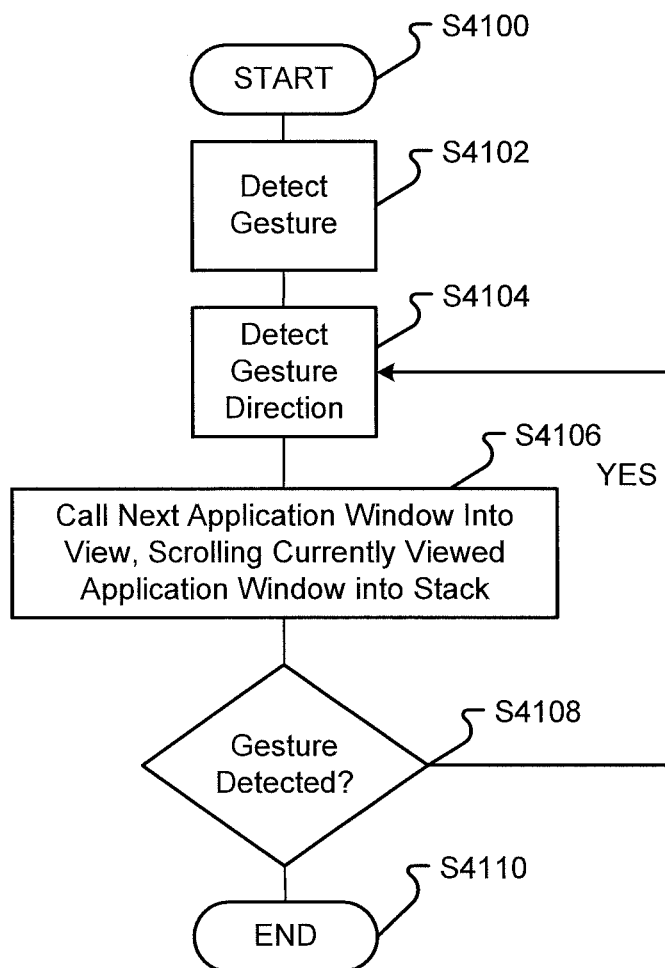 S4100
START
S4102
Detect
Gesture
S4104
Detect
Gesture
Direction
S4106
YES
Call Next Application Window Into
View, Scrolling Currently Viewed
Application Window into Stack
S4108
Gesture
Detected?
S4110
END